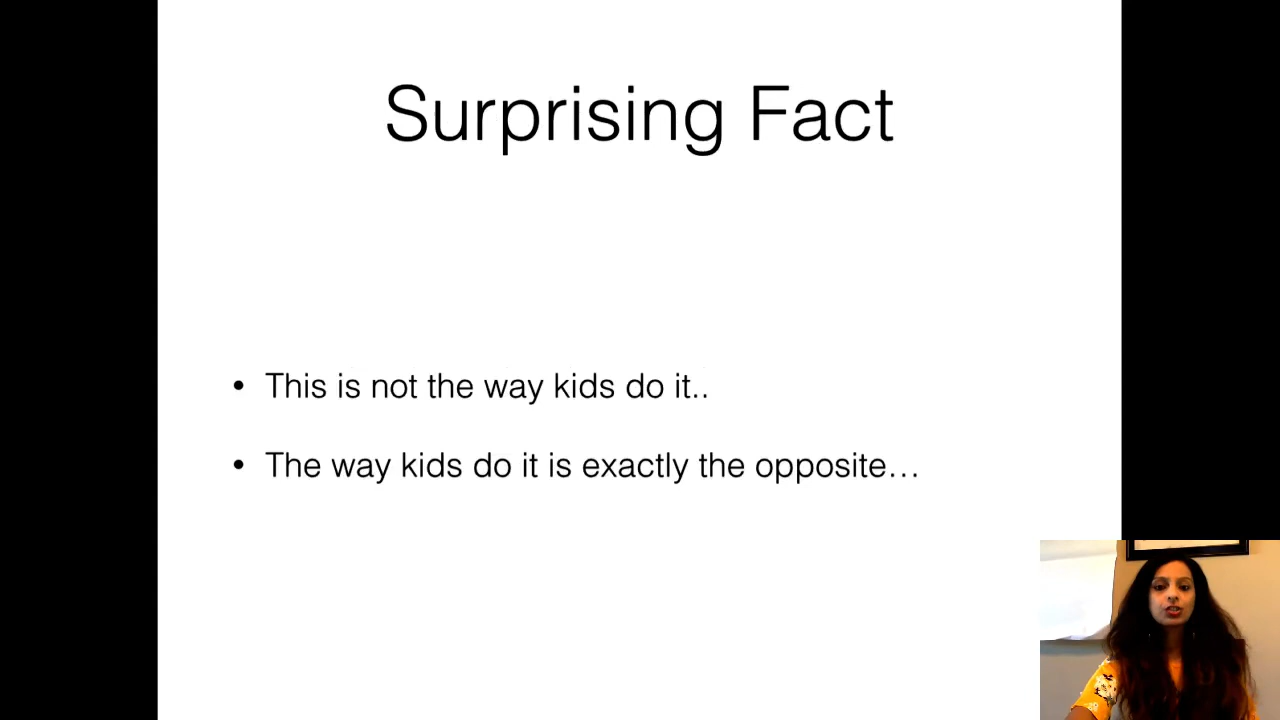 Surprising Fact
• This is not the way kids do it..
• The way kids do it is exactly the opposite…